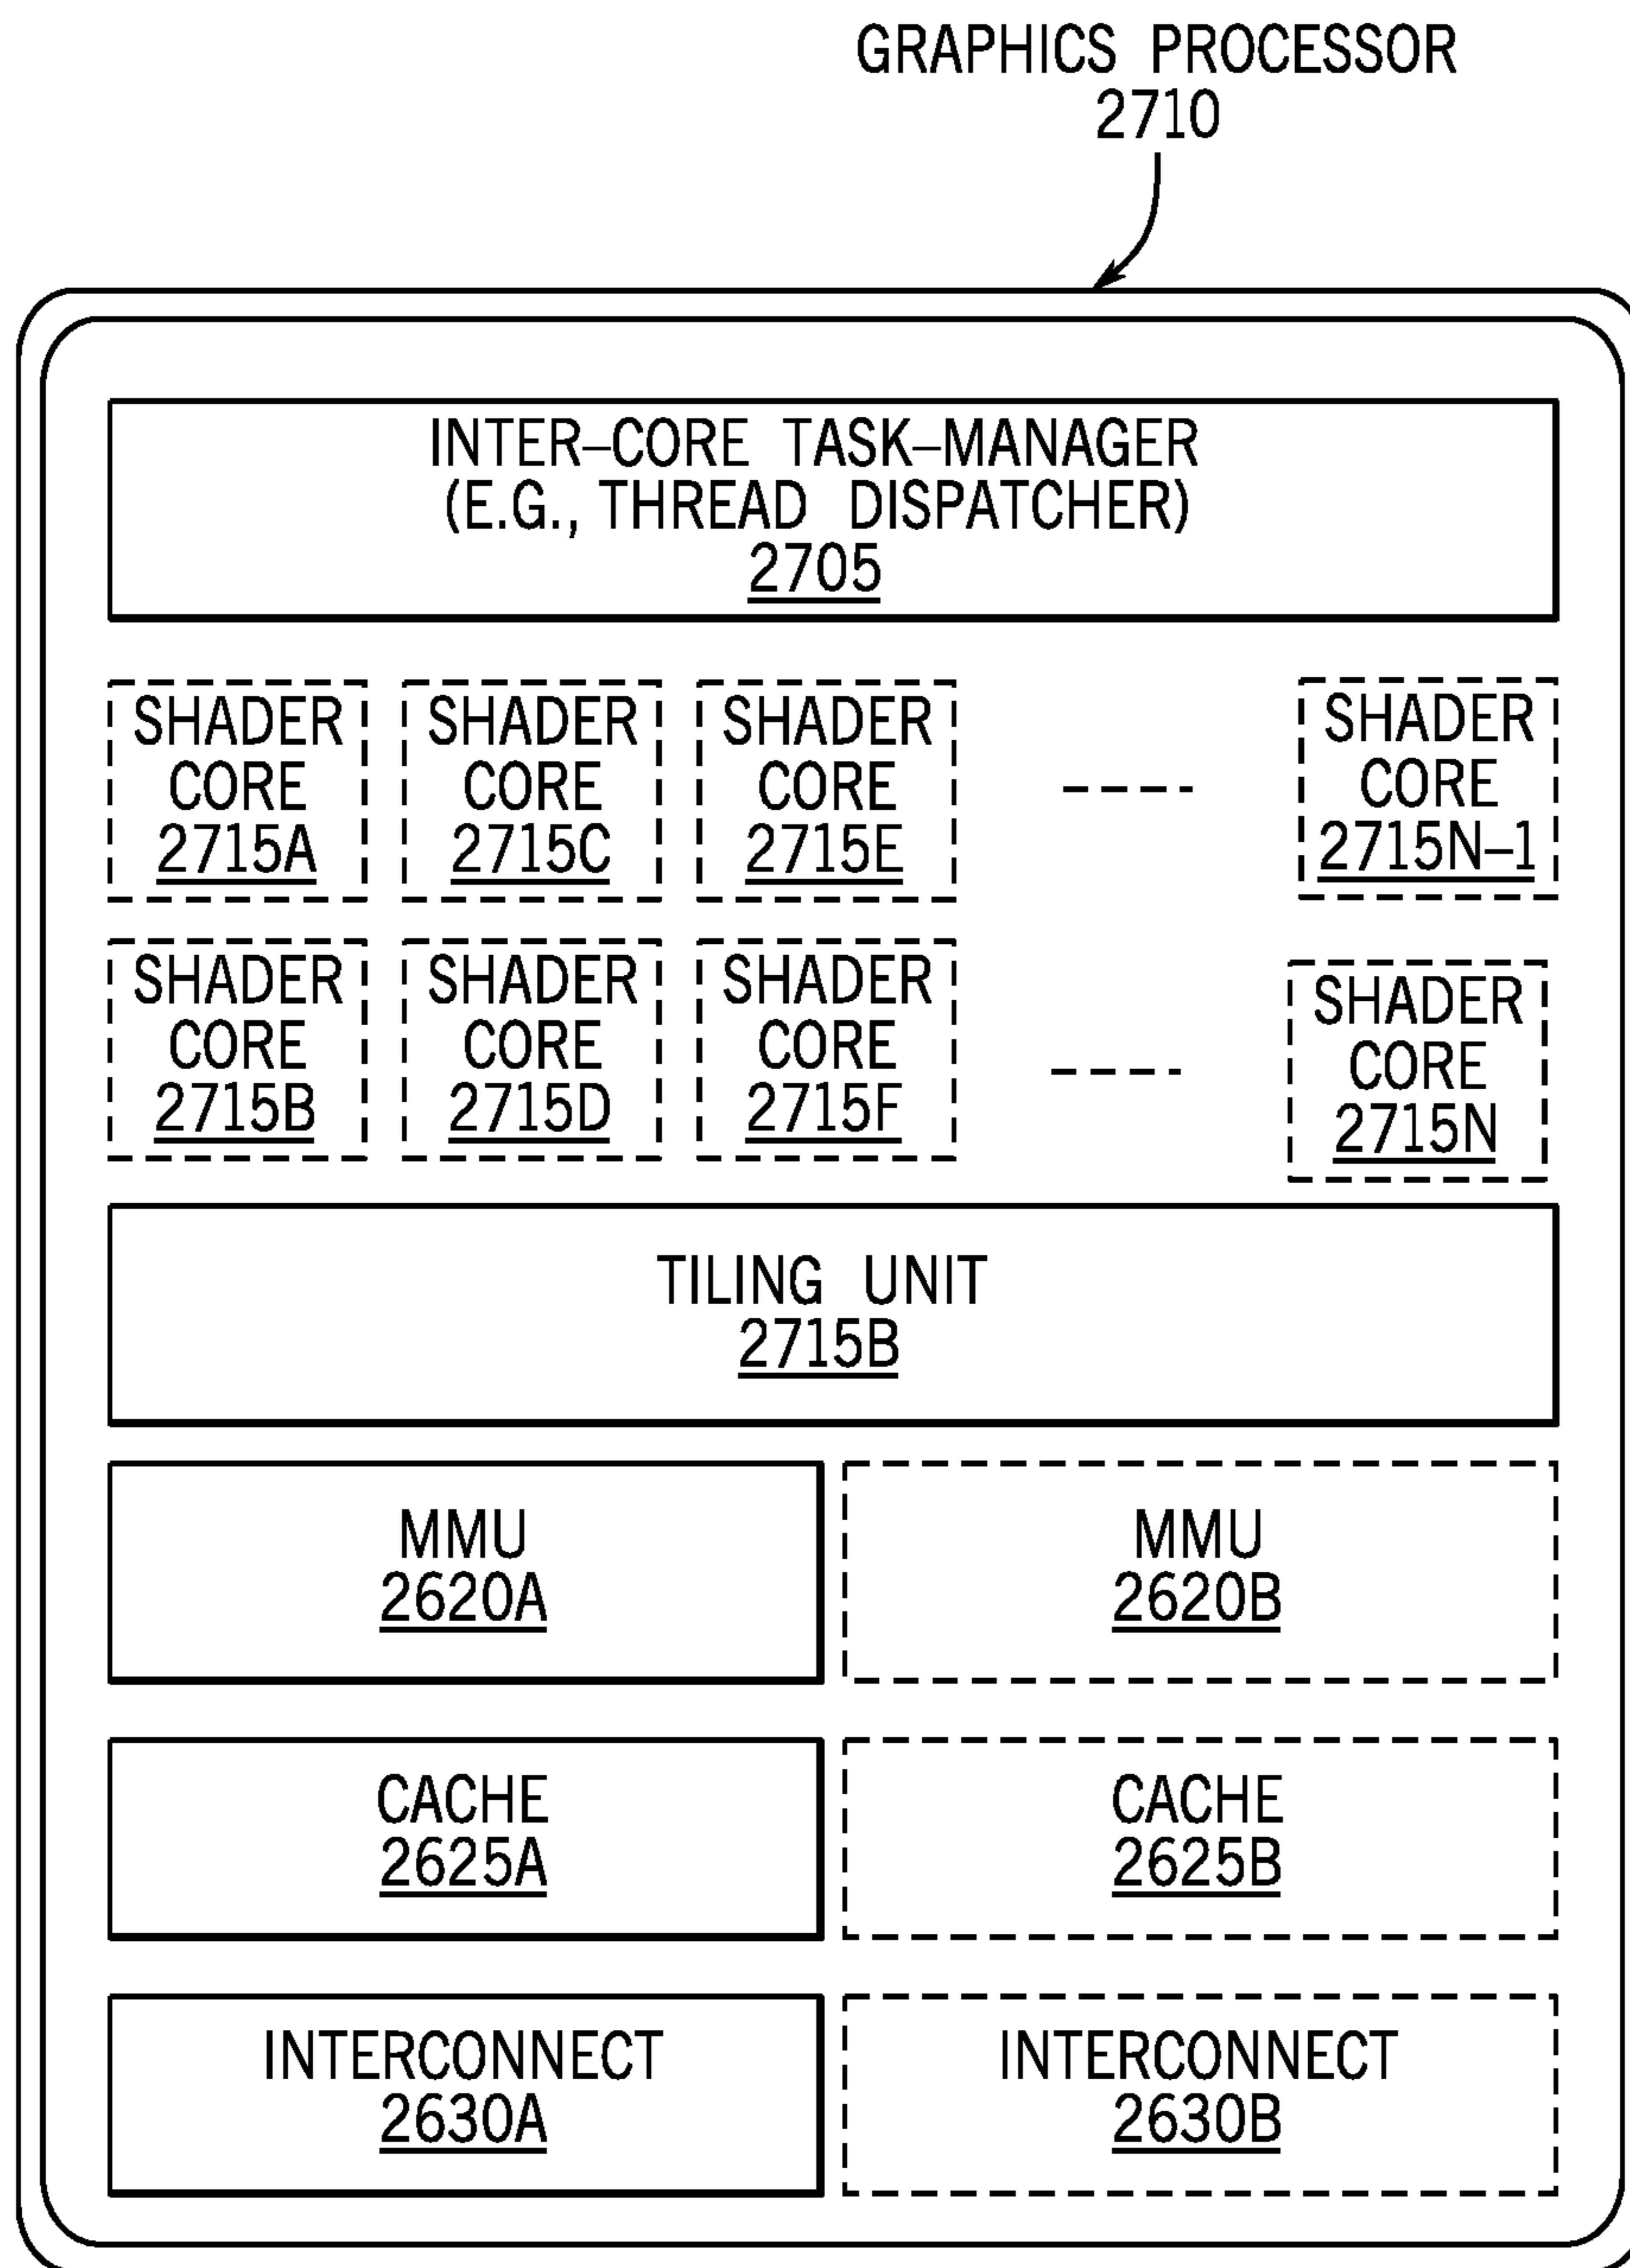 GRAPHICS PROCESSOR
2710
INTER-CORE TASK-MANAGER
(E.G., THREAD DISPATCHER)
2705
SHADER
CORE
2715A
SHADER
CORE
2715C
SHADER
CORE
2715E
SHADER
CORE
2715N-1
SHADER
CORE
2715B
SHADER
CORE
2715D
SHADER
CORE
2715F
SHADER
CORE
2715N
TILING UNIT
2715B
MMU
2620A
MMU
2620B
CACHE
2625A
CACHE
2625B
INTERCONNECT
2630A
INTERCONNECT
2630B